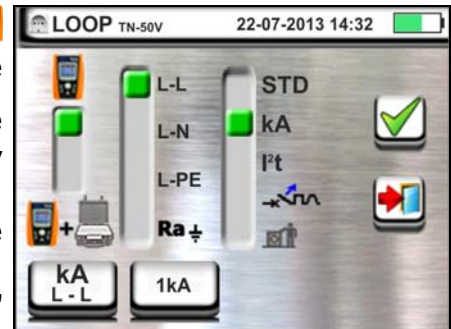 LOOP TN-50V 22-07-2013 14:32
L-L
L-N
L-PE
Ra
STD
kA
I²t
+
kA
L - L
1kA